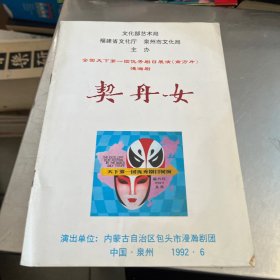 文化部艺术局
福建省文化厅 泉州市文化局
主办
全国天下第一团优秀剧目展演(南方片)
漫瀚剧
契丹女
天下第一团优秀剧目展演
演出单位：内蒙古自治区包头市漫瀚剧团
中国·泉州 1992·6